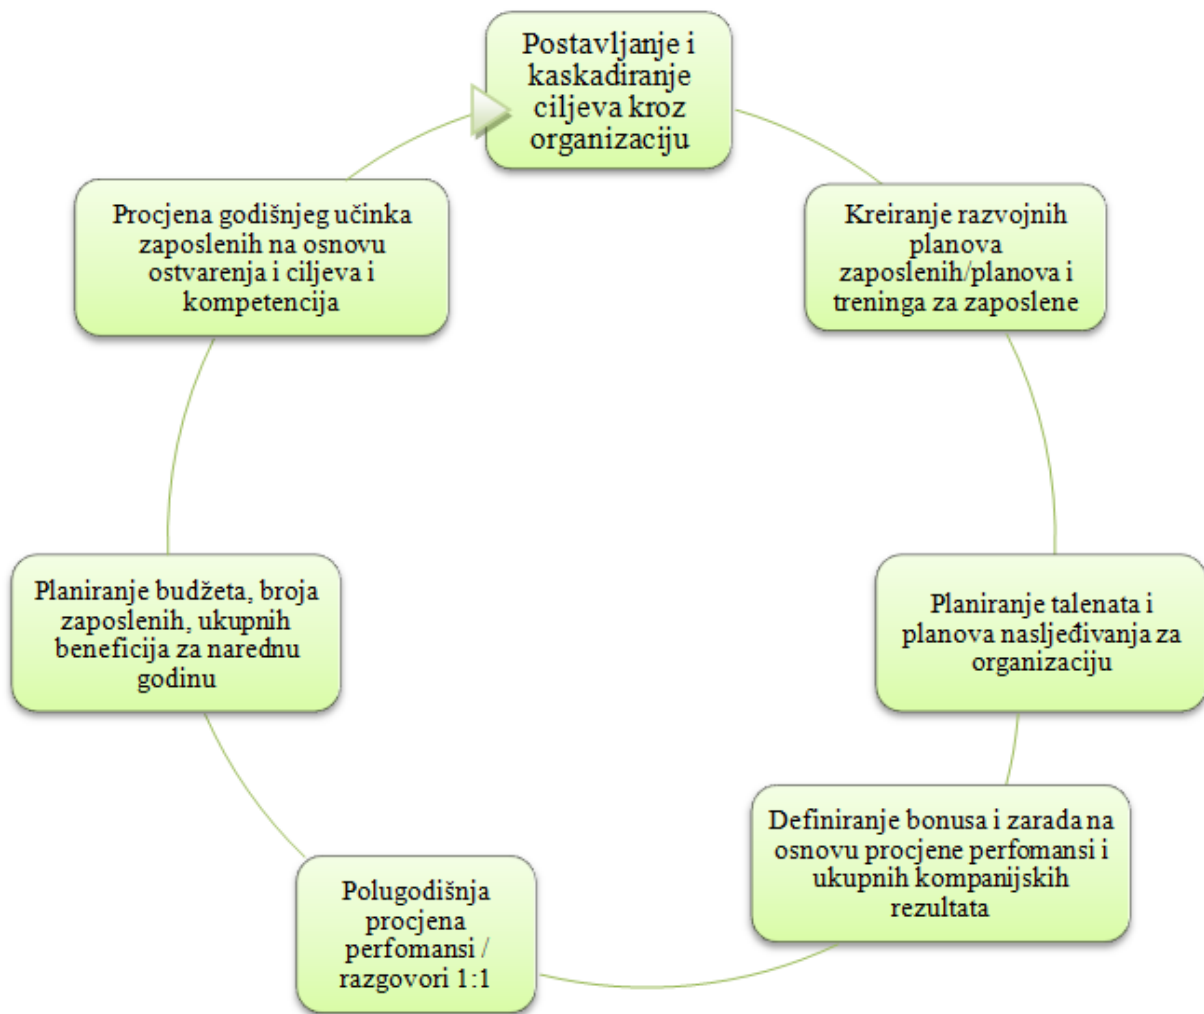 Postavljanje i
kaskadiranje
ciljeva kroz
organizaciju
Kreiranje razvojnih
planova
zaposlenih/planova i
treninga za zaposlene
Planiranje talenata i
planova nasljeđivanja za
organizaciju
Definiranje bonusa i zarada na
osnovu procjene perfomansi i
ukupnih kompanijskih
rezultata
Polugodišnja
procjena
perfomansi /
razgovori 1:1
Planiranje budžeta, broja
zaposlenih, ukupnih
beneficija za narednu
godinu
Procjena godišnjeg učinka
zaposlenih na osnovu
ostvarenja i ciljeva i
kompetencija